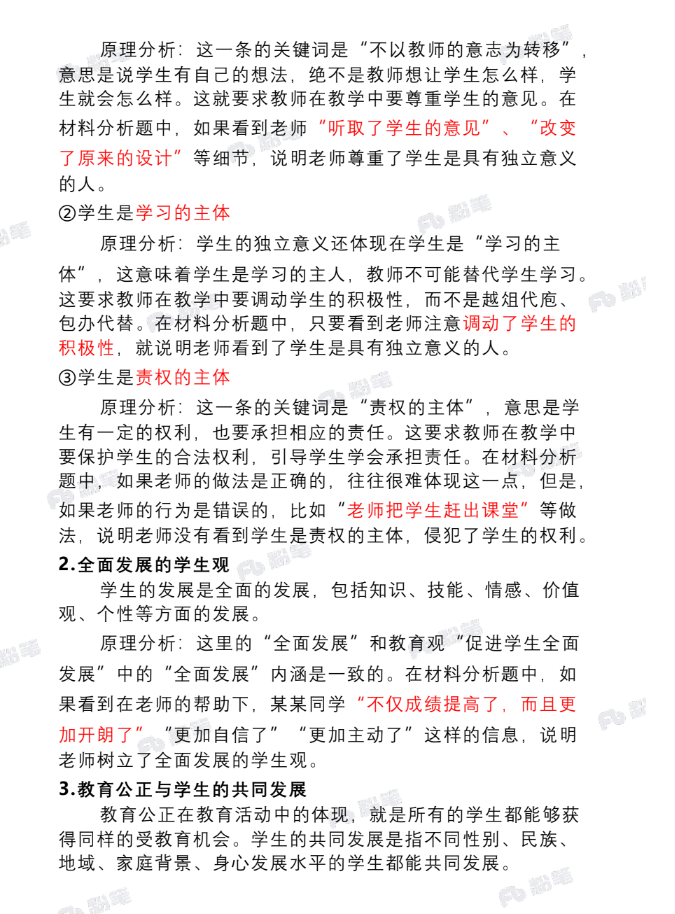 原理分析：这一条的关键词是“不以教师的意志为转移”，
意思是说学生有自己的想法，绝不是教师想让学生怎么样，学
生就会怎么样。这就要求教师在教学中要尊重学生的意见。在
材料分析题中，如果看到老师“听取了学生的意见”、“改变
了原来的设计”等细节，说明老师尊重了学生是具有独立意义
的人。
②学生是学习的主体
原理分析：学生的独立意义还体现在学生是“学习的主
体”，这意味着学生是学习的主人，教师不可能替代学生学习。
这要求教师在教学中要调动学生的积极性，而不是越俎代庖、
包办代替。在材料分析题中，只要看到老师注意调动了学生的
积极性，就说明老师看到了学生是具有独立意义的人。
③学生是责权的主体
原理分析：这一条的关键词是“责权的主体”，意思是学
生有一定的权利，也要承担相应的责任。这要求教师在教学中
要保护学生的合法权利，引导学生学会承担责任。在材料分析
题中，如果老师的做法是正确的，往往很难体现这一点，但是，
如果老师的行为是错误的，比如“老师把学生赶出课堂”等做
法，说明老师没有看到学生是责权的主体，侵犯了学生的权利。
2.全面发展的学生观
学生的发展是全面的发展，包括知识、技能、情感、价值
观、个性等方面的发展。
原理分析：这里的“全面发展”和教育观“促进学生全面
发展”中的“全面发展”内涵是一致的。在材料分析题中，如
果看到在老师的帮助下，某某同学“不仅成绩提高了，而且更
加开朗了”“更加自信了”“更加主动了”这样的信息，说明
老师树立了全面发展的学生观。
3.教育公正与学生的共同发展
教育公正在教育活动中的体现，就是所有的学生都能够获
得同样的受教育机会。学生的共同发展是指不同性别、民族、
地域、家庭背景、身心发展水平的学生都能共同发展。